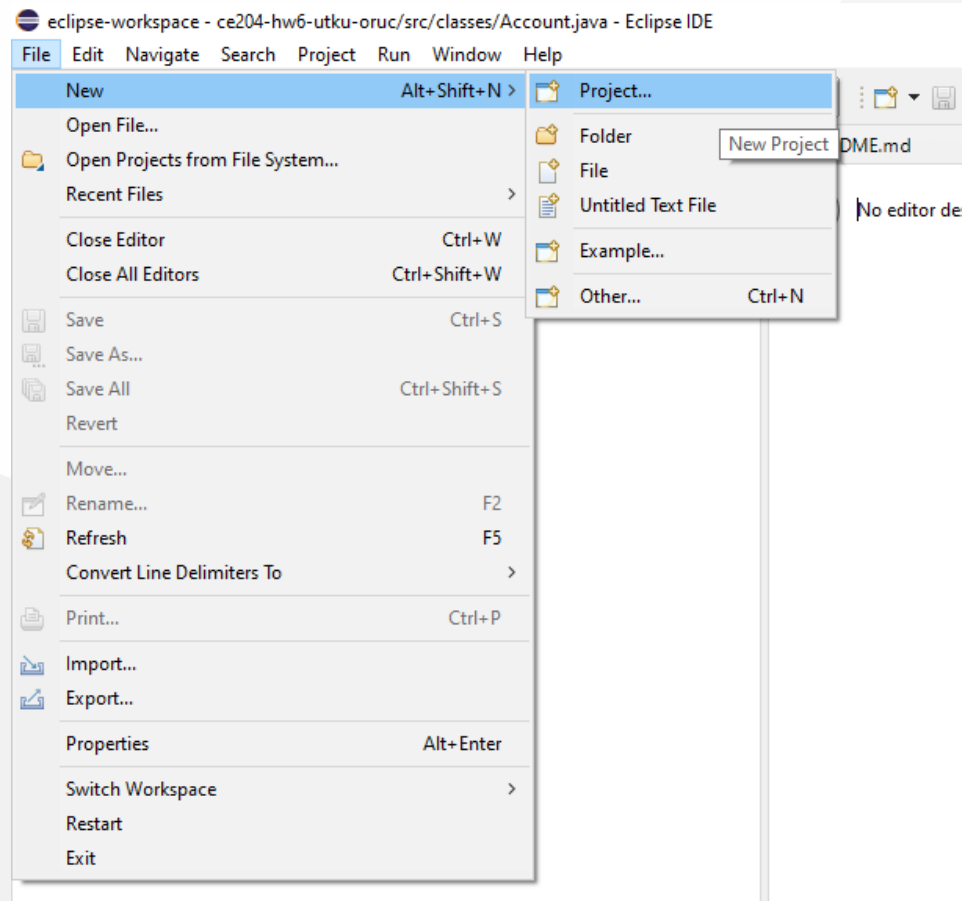 eclipse-workspace - ce204-hw6-utku-oruc/src/classes/Account.java - Eclipse IDE
File Edit Navigate Search Project Run Window Help
New Alt+Shift+N >
Open File...
Open Projects from File System...
Recent Files >
Close Editor Ctrl+W
Close All Editors Ctrl+Shift+W
Save Ctrl+S
Save As...
Save All Ctrl+Shift+S
Revert
Move...
Rename... F2
Refresh F5
Convert Line Delimiters To >
Print... Ctrl+P
Import...
Export...
Properties Alt+Enter
Switch Workspace >
Restart
Exit
Project...
Folder
File
Untitled Text File
Example...
Other... Ctrl+N
New Project
DME.md
No editor de